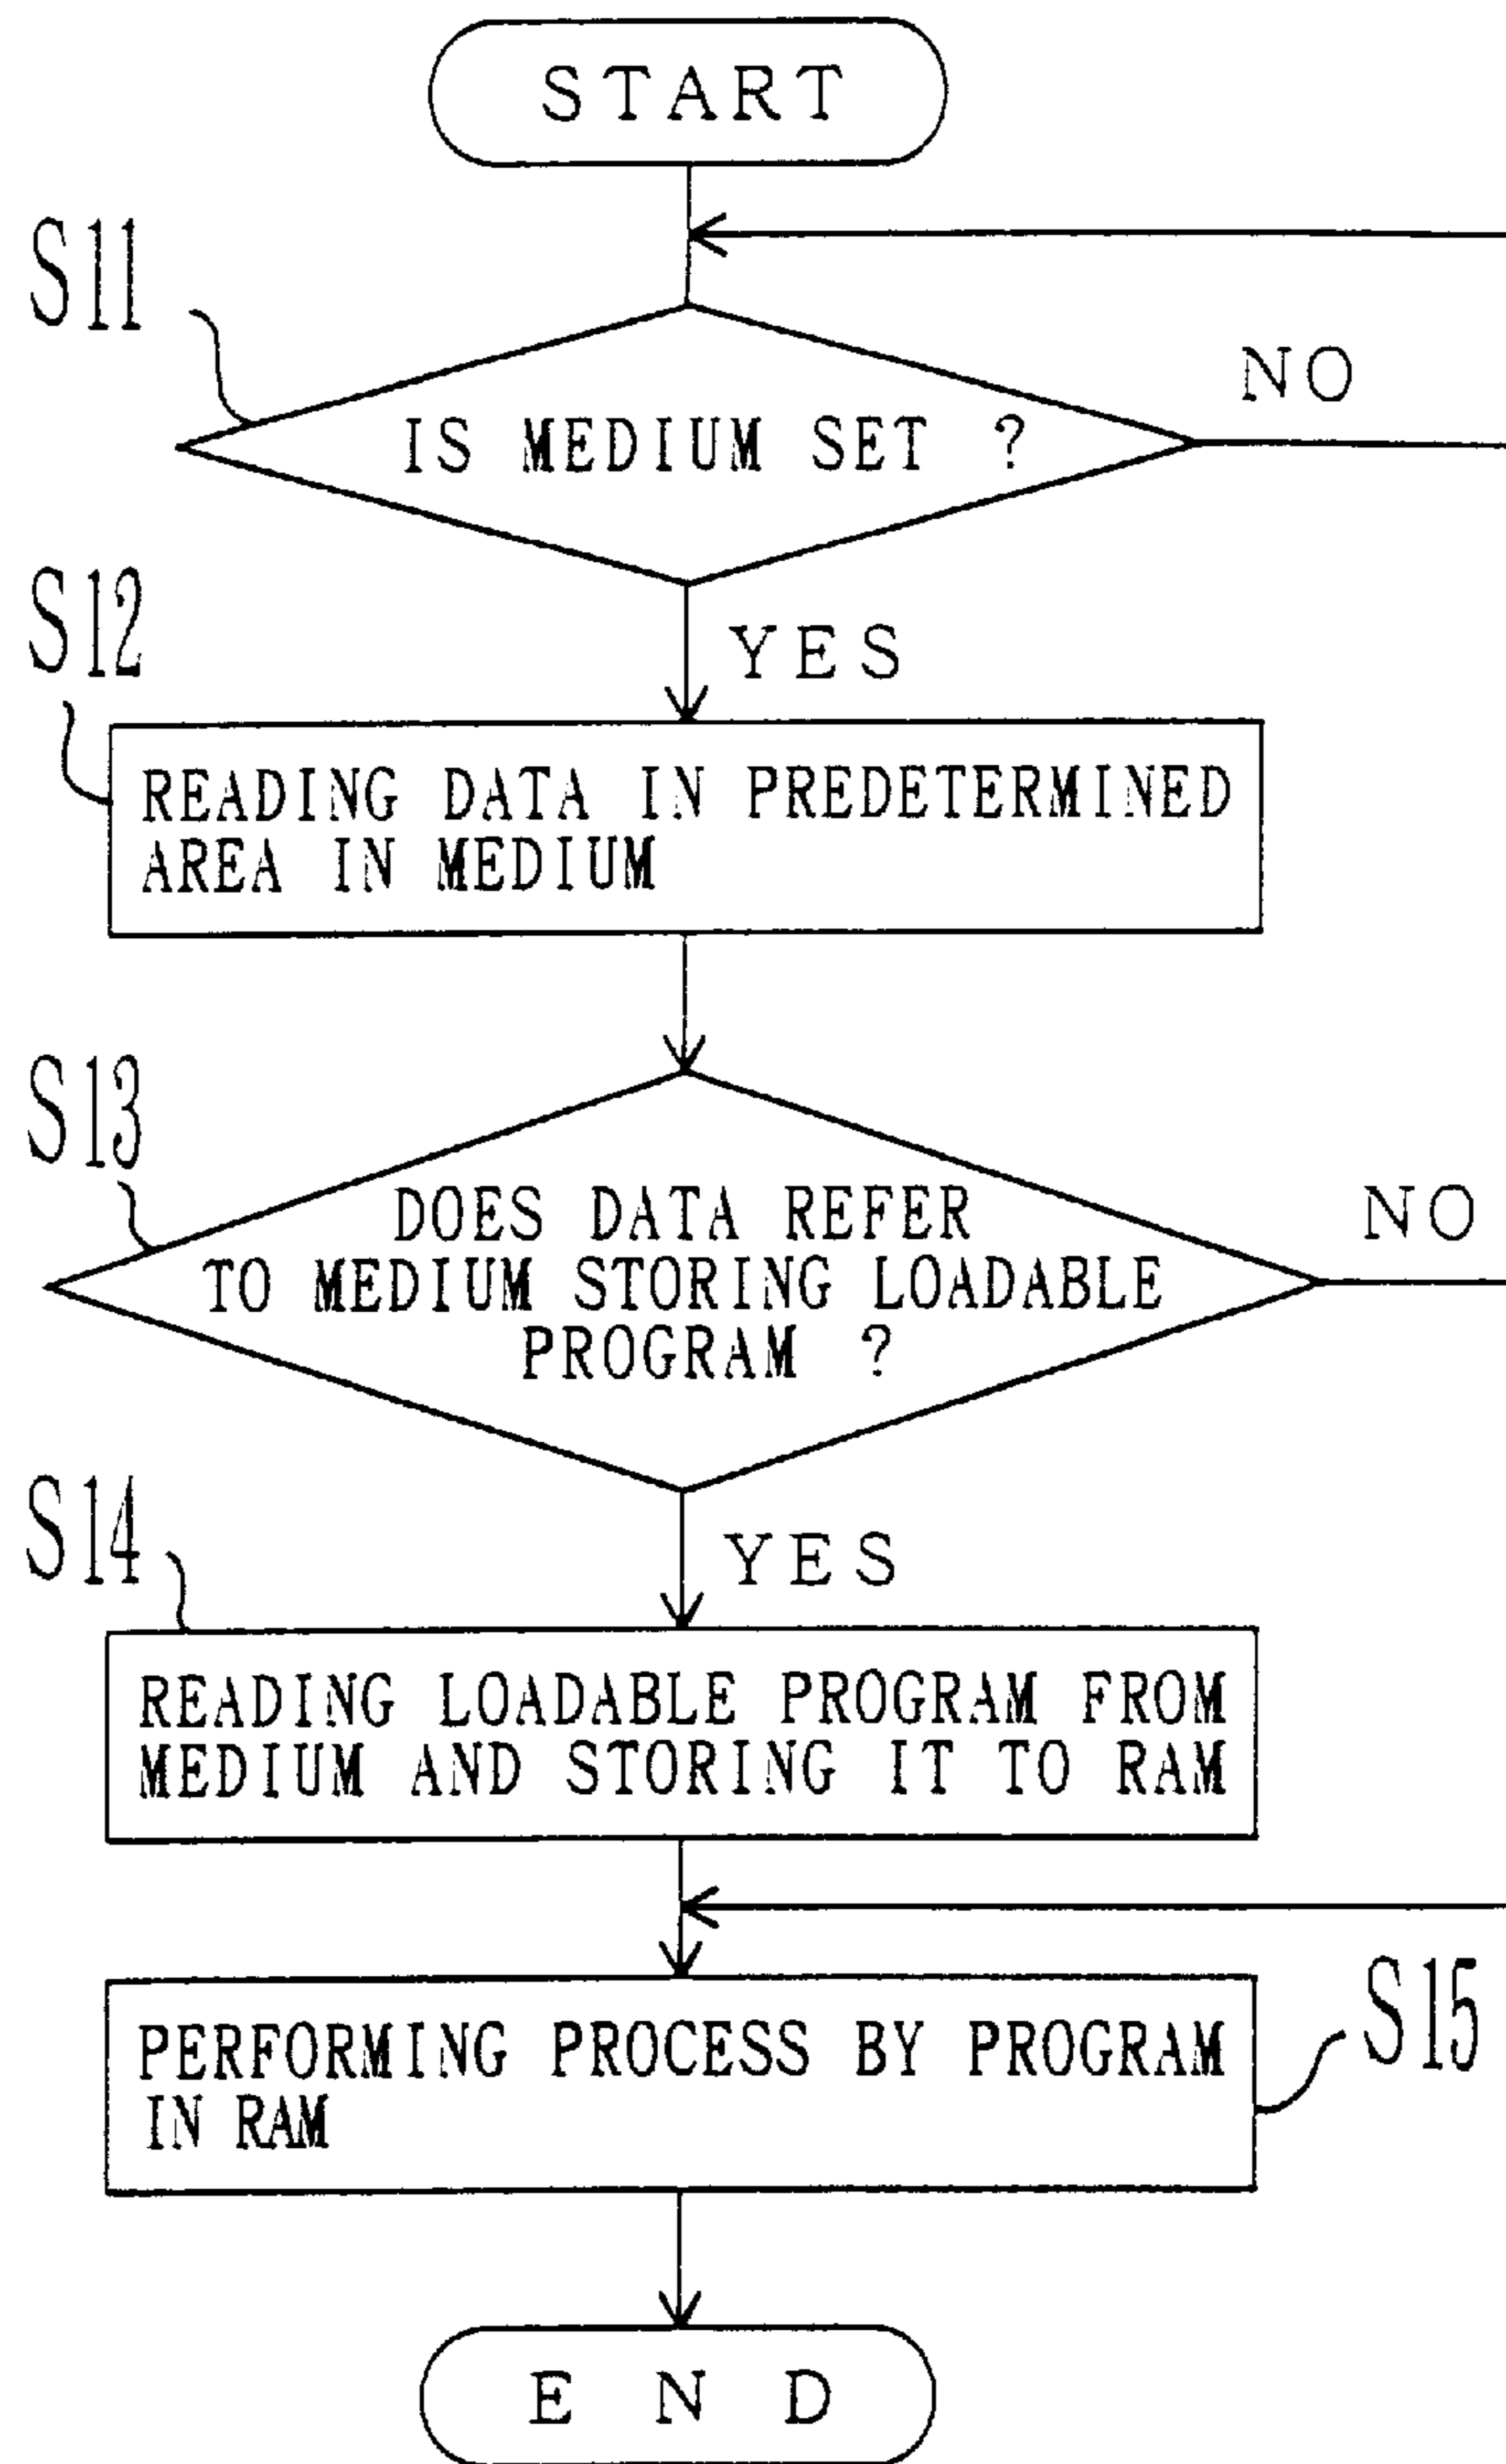 START
S11
NO
IS MEDIUM SET ?
S12
YES
READING DATA IN PREDETERMINED
AREA IN MEDIUM
S13
DOES DATA REFER
NO
TO MEDIUM STORING LOADABLE
PROGRAM ?
S14
YES
READING LOADABLE PROGRAM FROM
MEDIUM AND STORING IT TO RAM
S15
PERFORMING PROCESS BY PROGRAM
IN RAM
END